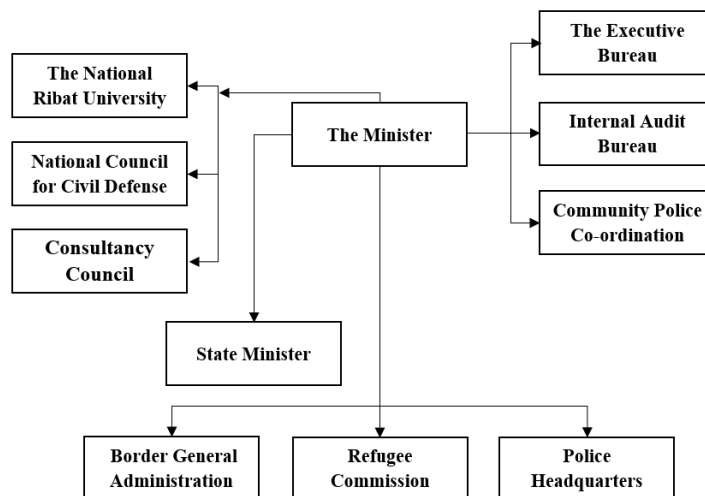 The Executive
Bureau
The National
Ribat University
The Minister
Internal Audit
Bureau
National Council
for Civil Defense
Community Police
Co-ordination
Consultancy
Council
State Minister
Border General
Administration
Refugee
Commission
Police
Headquarters